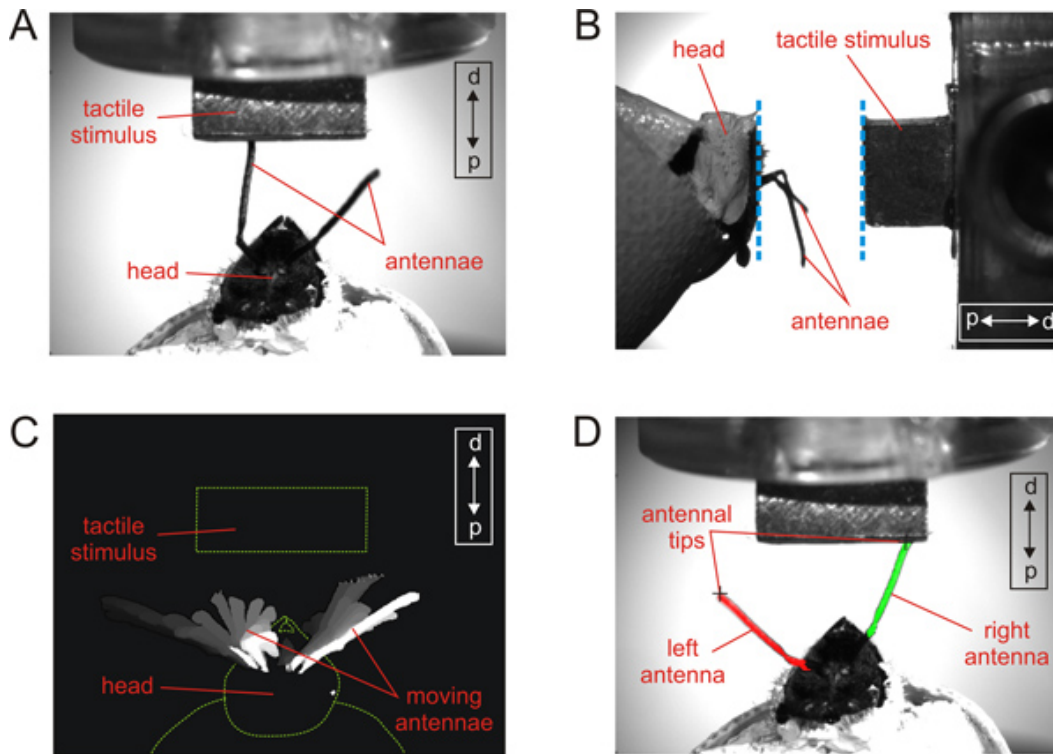 A
tactile
stimulus
d
p
antennae
head
B
head
tactile stimulus
antennae
p
d
C
d
p
tactile
stimulus
head
moving
antennae
D
d
p
antennal
tips
left
antenna
right
antenna